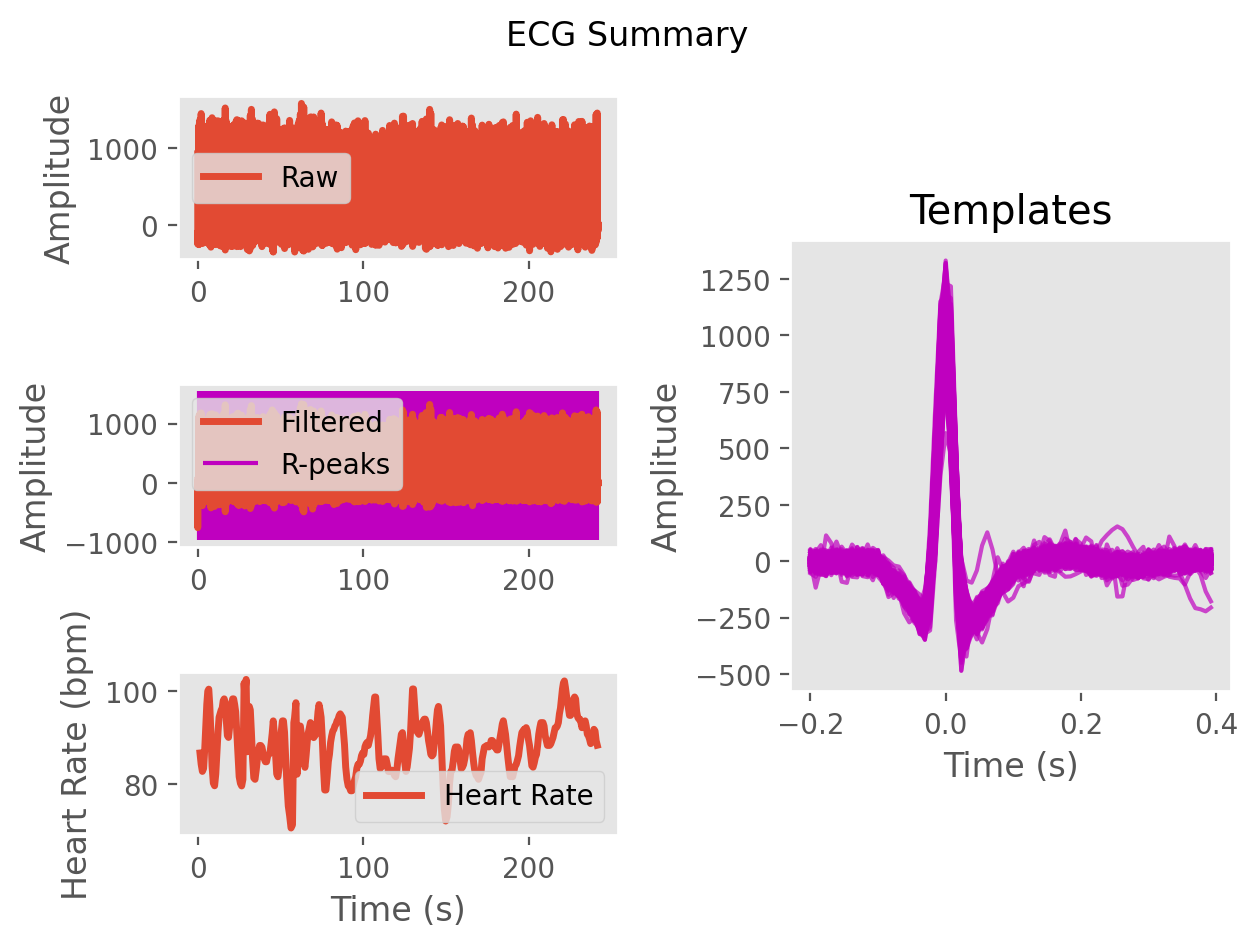 ECG Summary
Amplitude
1000
0
Raw
0 100 200
Amplitude
1000
0
−1000
Filtered
R-peaks
0 100 200
Heart Rate (bpm)
100
80
Heart Rate
0 100 200
Time (s)
Templates
Amplitude
1250
1000
750
500
250
0
−250
−500
−0.2 0.0 0.2 0.4
Time (s)